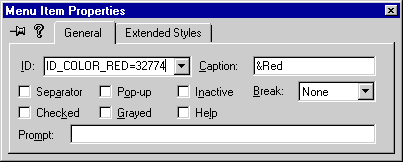 Menu Item Properties
General Extended Styles
ID: ID_COLOR_RED=32774 Caption: &Red
Separator Pop-up Inactive Break: None
Checked Grayed Help
Prompt: